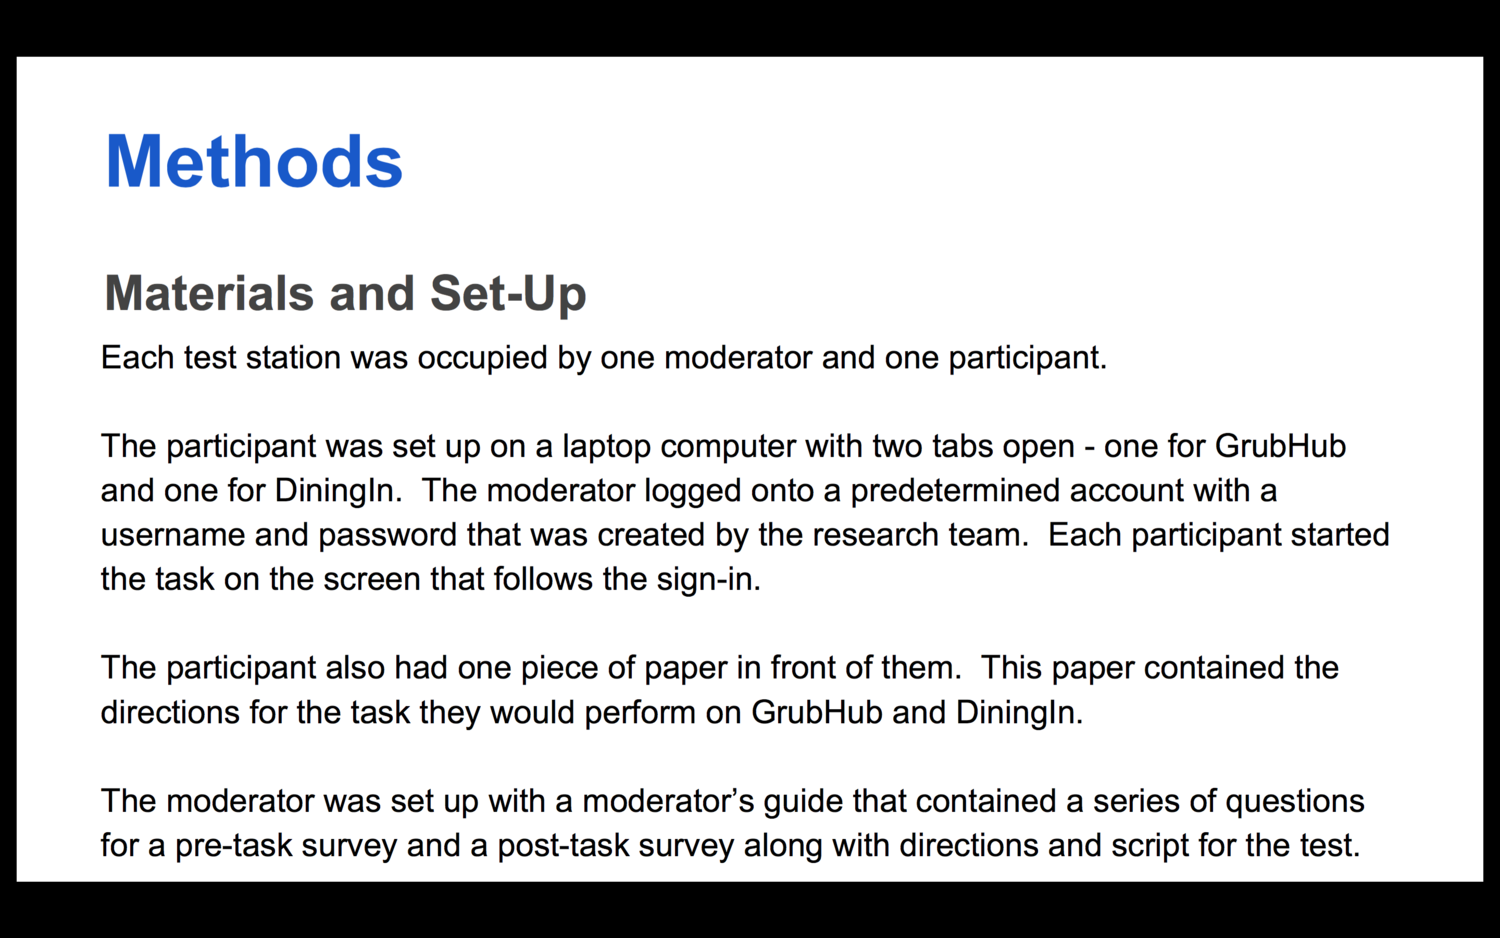 Methods
Materials and Set-Up
Each test station was occupied by one moderator and one participant.
The participant was set up on a laptop computer with two tabs open - one for GrubHub
and one for DiningIn.  The moderator logged onto a predetermined account with a
username and password that was created by the research team.  Each participant started
the task on the screen that follows the sign-in.
The participant also had one piece of paper in front of them.  This paper contained the
directions for the task they would perform on GrubHub and DiningIn.
The moderator was set up with a moderator’s guide that contained a series of questions
for a pre-task survey and a post-task survey along with directions and script for the test.